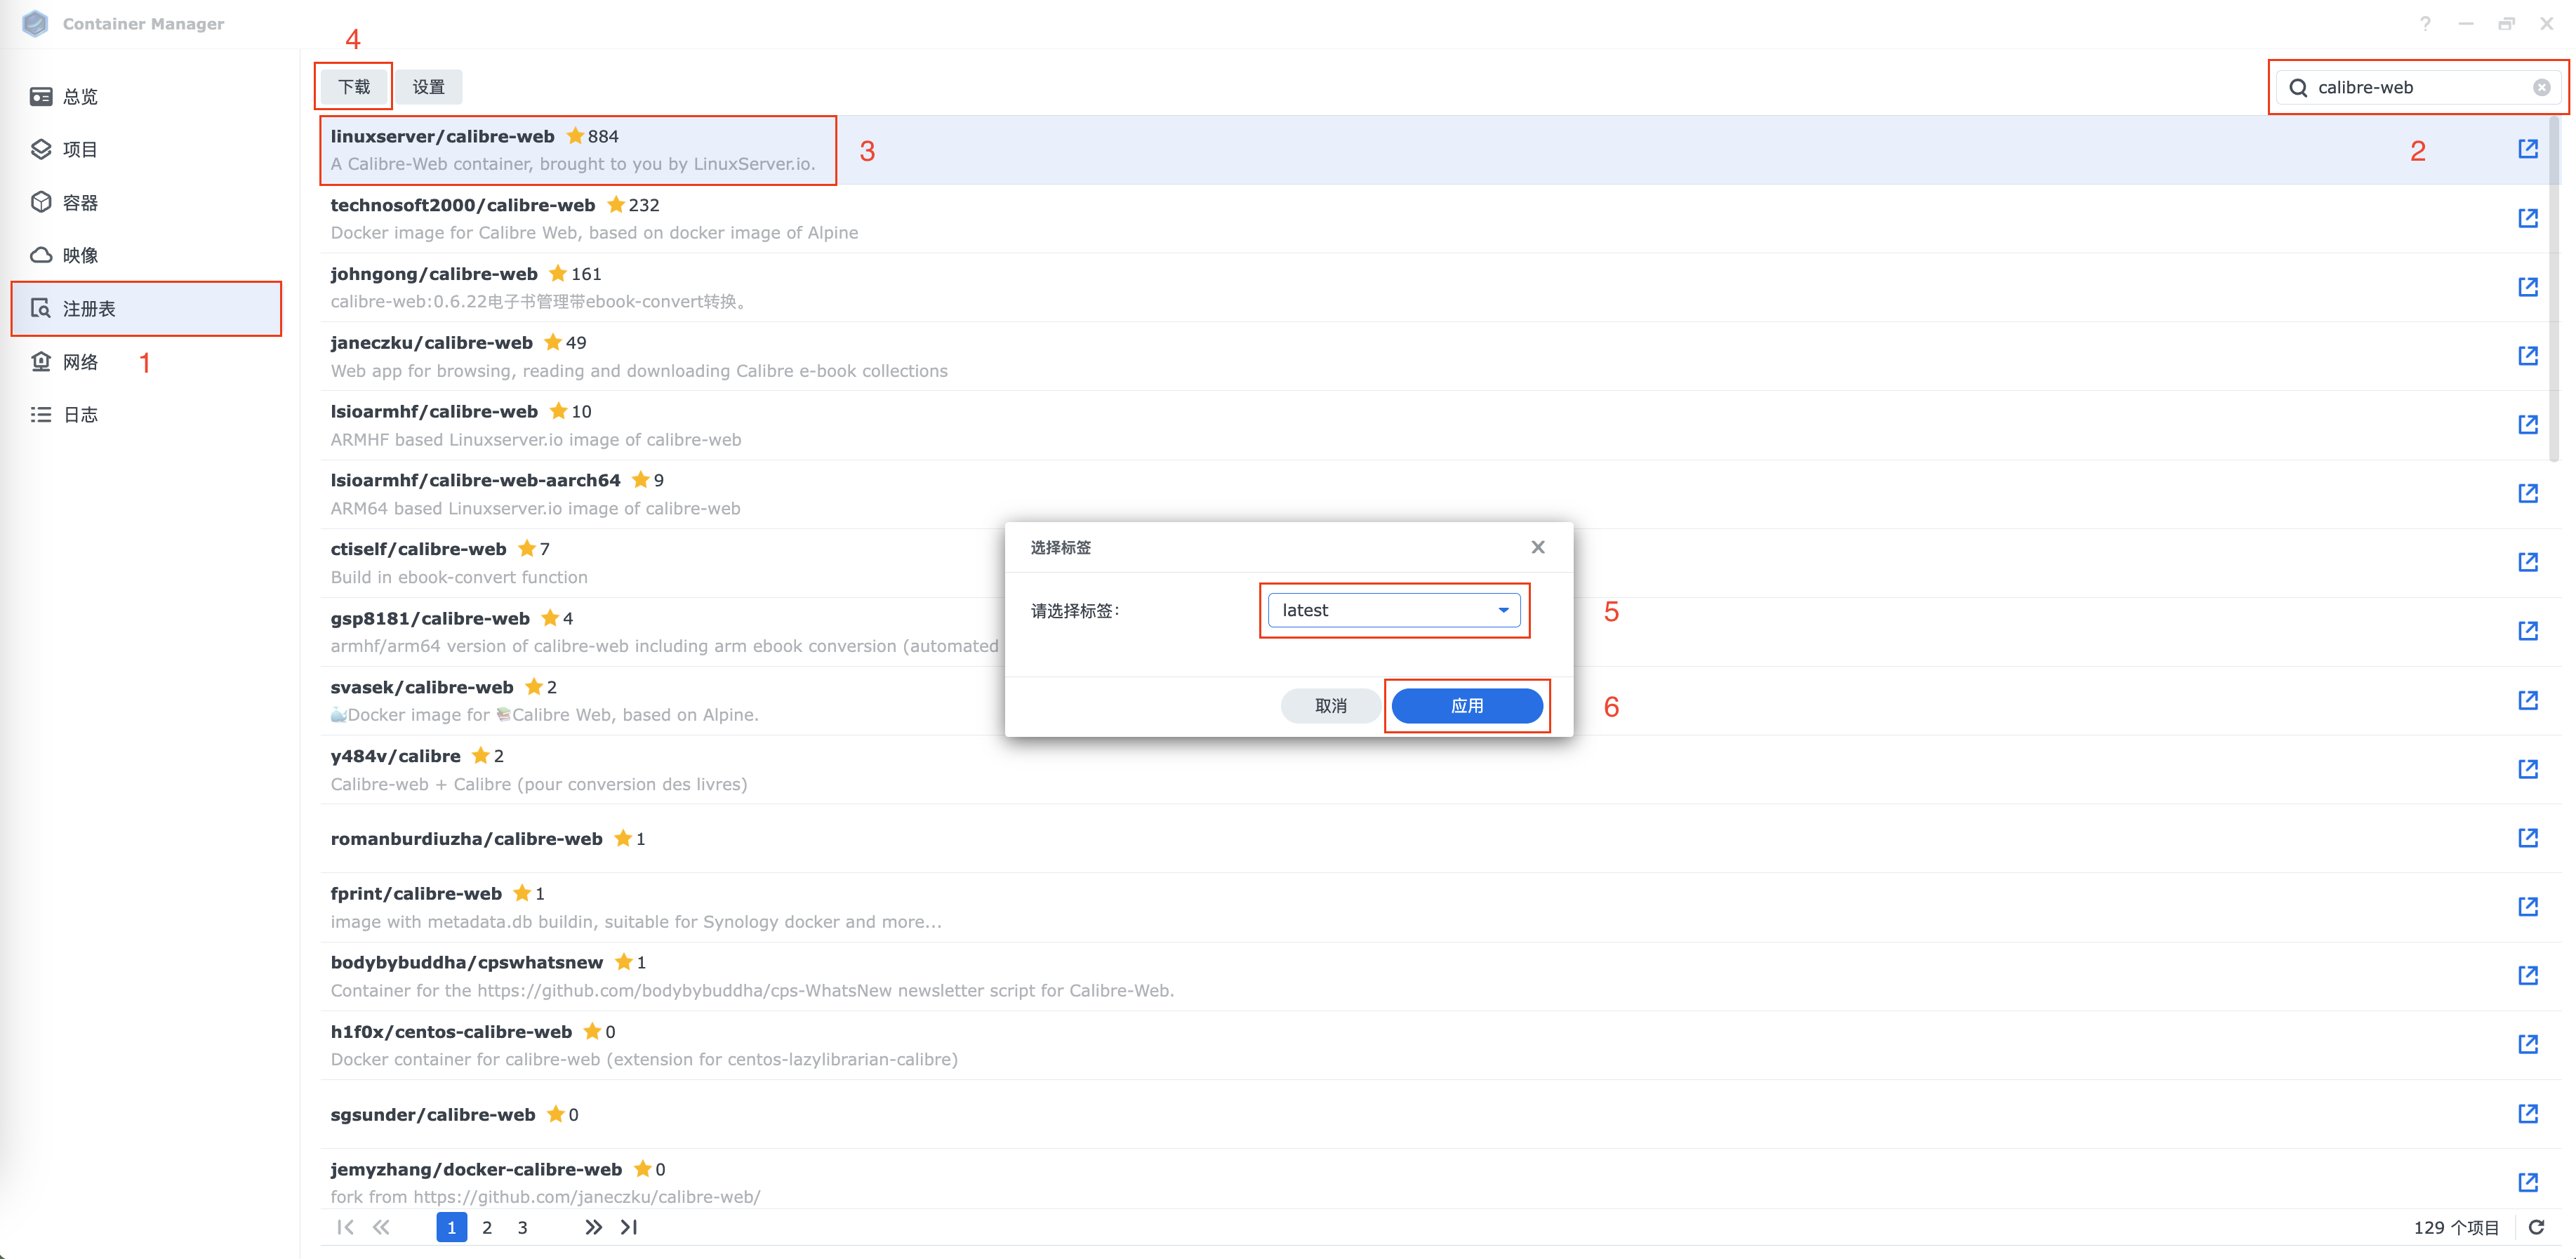 Container Manager
4
下载
设置
calibre-web
总览
项目
容器
映像
注册表
网络
1
日志
linuxserver/calibre-web 884
A Calibre-Web container, brought to you by LinuxServer.io.
3
2
technosoft2000/calibre-web 232
Docker image for Calibre Web, based on docker image of Alpine
johngong/calibre-web 161
calibre-web:0.6.22电子书管理带ebook-convert转换。
janeczku/calibre-web 49
Web app for browsing, reading and downloading Calibre e-book collections
lsioarmhf/calibre-web 10
ARMHF based Linuxserver.io image of calibre-web
lsioarmhf/calibre-web-aarch64 9
ARM64 based Linuxserver.io image of calibre-web
ctiself/calibre-web 7
Build in ebook-convert function
gsp8181/calibre-web 4
armhf/arm64 version of calibre-web including arm ebook conversion (automated
svasek/calibre-web 2
🐳Docker image for 📚Calibre Web, based on Alpine.
y484v/calibre 2
Calibre-web + Calibre (pour conversion des livres)
romanburdiuzha/calibre-web 1
fprint/calibre-web 1
image with metadata.db buildin, suitable for Synology docker and more...
bodybybuddha/cpswhatsnew 1
Container for the https://github.com/bodybybuddha/cps-WhatsNew newsletter script for Calibre-Web.
h1f0x/centos-calibre-web 0
Docker container for calibre-web (extension for centos-lazylibrarian-calibre)
sgsunder/calibre-web 0
jemyzhang/docker-calibre-web 0
fork from https://github.com/janeczku/calibre-web/
选择标签
请选择标签:
latest
5
取消
应用
6
1 2 3
129 个项目